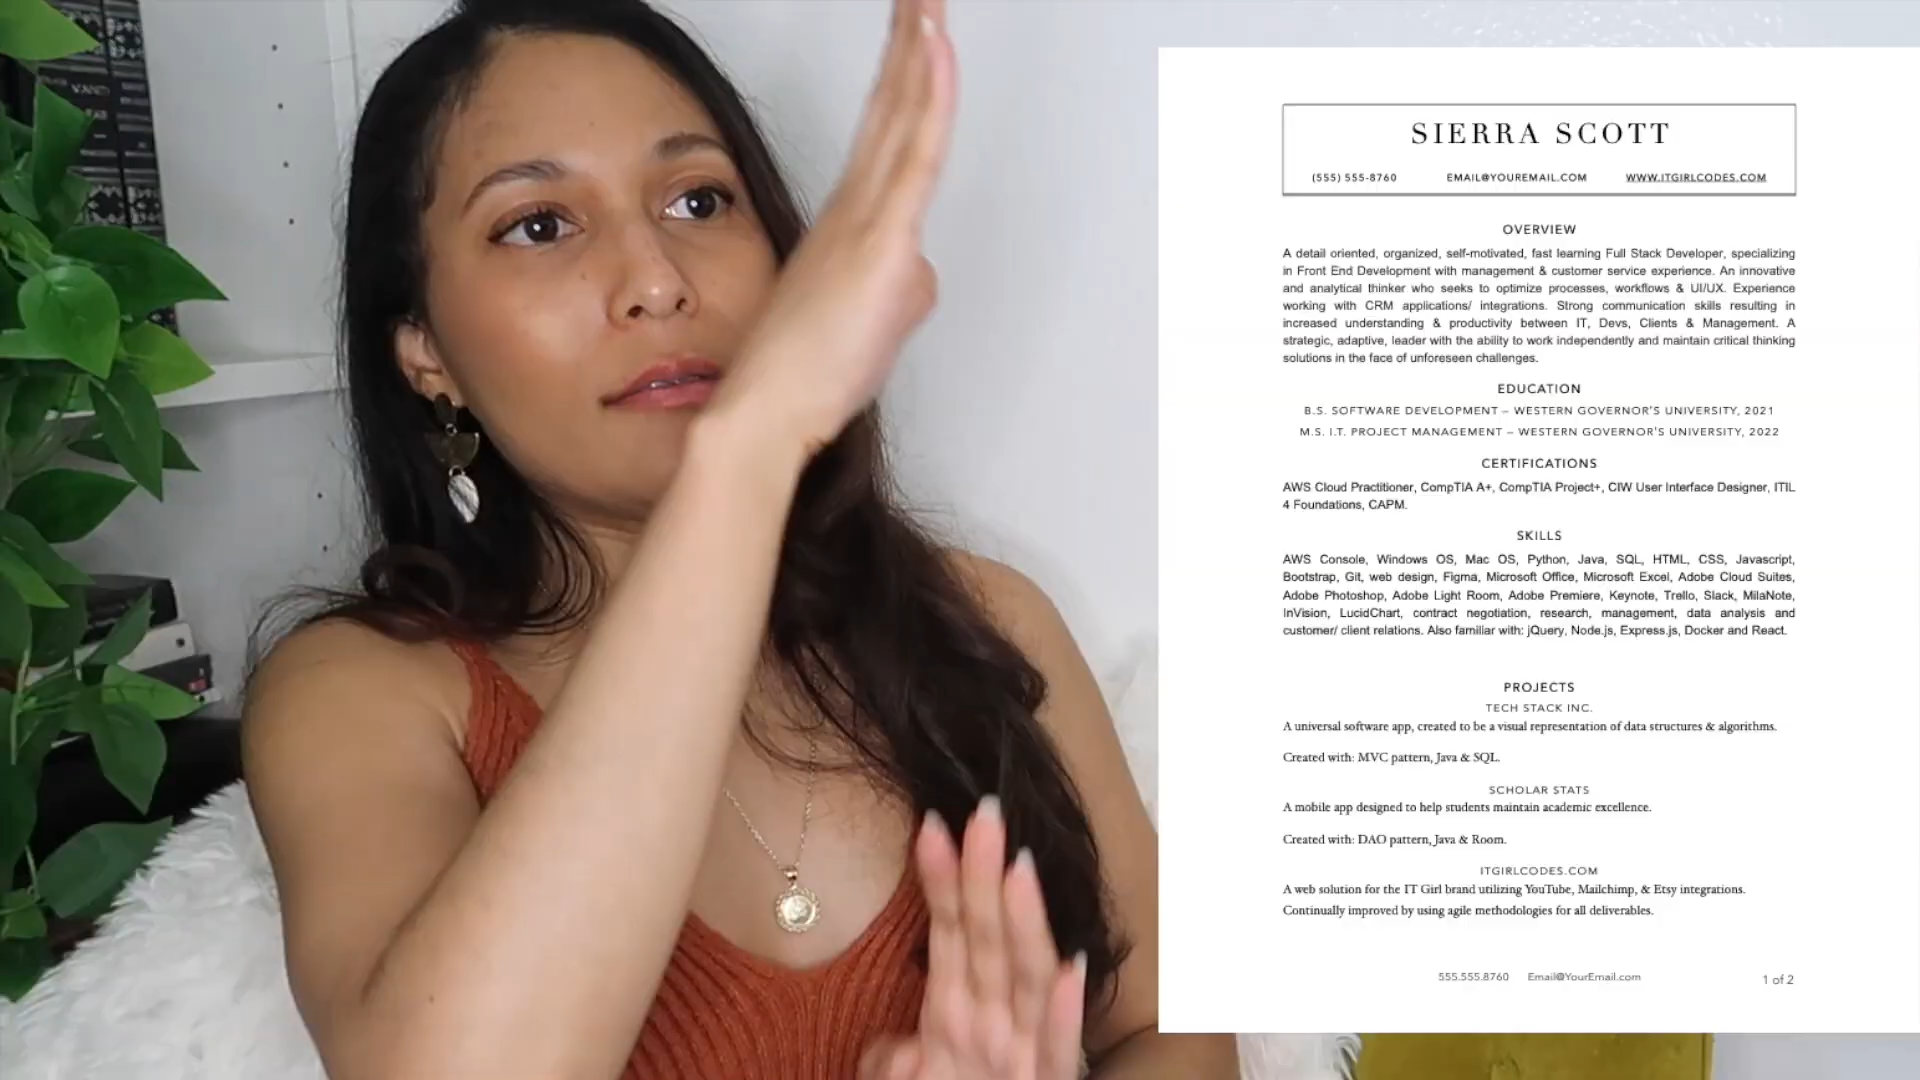 VANITY
FAIR
SIERRA SCOTT
(555) 555-8760 EMAIL@YOUREMAIL.COM WWW.ITGIRLCODES.COM
OVERVIEW
A detail oriented, organized, self-motivated, fast learning Full Stack Developer, specializing
in Front End Development with management & customer service experience. An innovative
and analytical thinker who seeks to optimize processes, workflows & UI/UX. Experience
working with CRM applications/ integrations. Strong communication skills resulting in
increased understanding & productivity between IT, Devs, Clients & Management. A
strategic, adaptive, leader with the ability to work independently and maintain critical thinking
solutions in the face of unforeseen challenges.
EDUCATION
B.S. SOFTWARE DEVELOPMENT – WESTERN GOVERNOR'S UNIVERSITY, 2021
M.S. I.T. PROJECT MANAGEMENT – WESTERN GOVERNOR'S UNIVERSITY, 2022
CERTIFICATIONS
AWS Cloud Practitioner, CompTIA A+, CompTIA Project+, CIW User Interface Designer, ITIL
4 Foundations, CAPM.
SKILLS
AWS Console, Windows OS, Mac OS, Python, Java, SQL, HTML, CSS, Javascript,
Bootstrap, Git, web design, Figma, Microsoft Office, Microsoft Excel, Adobe Cloud Suites,
Adobe Photoshop, Adobe Light Room, Adobe Premiere, Keynote, Trello, Slack, MilaNote,
InVision, LucidChart, contract negotiation, research, management, data analysis and
customer/ client relations. Also familiar with: jQuery, Node.js, Express.js, Docker and React.
PROJECTS
TECH STACK INC.
A universal software app, created to be a visual representation of data structures & algorithms.
Created with: MVC pattern, Java & SQL.
SCHOLAR STATS
A mobile app designed to help students maintain academic excellence.
Created with: DAO pattern, Java & Room.
ITGIRLCODES.COM
A web solution for the IT Girl brand utilizing YouTube, Mailchimp, & Etsy integrations.
Continually improved by using agile methodologies for all deliverables.
555.555.8760 Email@YourEmail.com 1 of 2